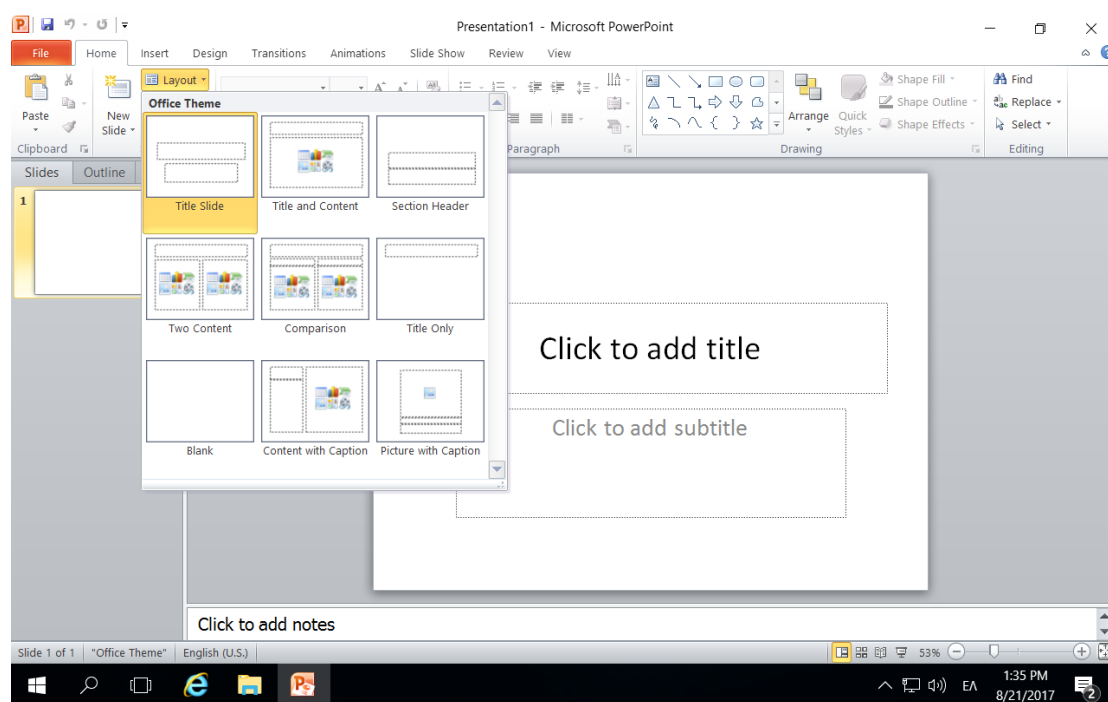 Presentation1 - Microsoft PowerPoint
File Home Insert Design Transitions Animations Slide Show Review View
Paste
New
Slide
Layout
Arrange
Quick
Styles
Shape Fill
Shape Outline
Shape Effects
Find
Replace
Select
Clipboard
Paragraph
Drawing
Editing
Slides Outline
1
Office Theme
Title Slide Title and Content Section Header
Two Content Comparison Title Only
Blank Content with Caption Picture with Caption
Click to add title
Click to add subtitle
Click to add notes
Slide 1 of 1 "Office Theme" English (U.S.) 53%
ΕΛ
1:35 PM
8/21/2017
2